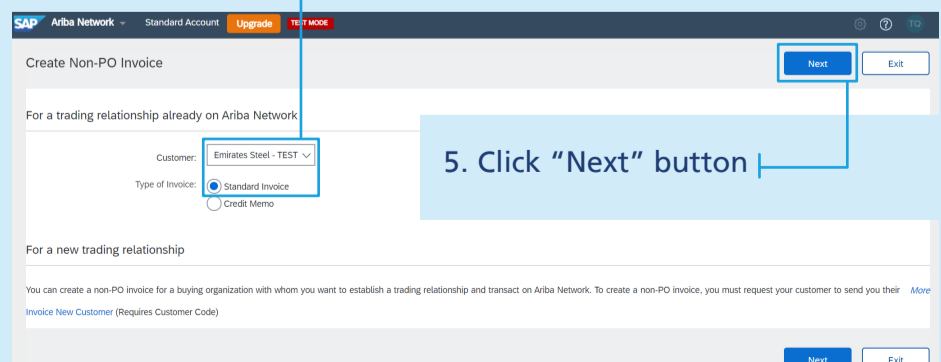 SAP Ariba Network Standard Account Upgrade TEST MODE ? TQ
Create Non-PO Invoice Next Exit
For a trading relationship already on Ariba Network
Customer: Emirates Steel - TEST
5. Click “Next” button
Type of Invoice: Standard Invoice
Credit Memo
For a new trading relationship
You can create a non-PO invoice for a buying organization with whom you want to establish a trading relationship and transact on Ariba Network. To create a non-PO invoice, you must request your customer to send you their More
Invoice New Customer (Requires Customer Code)
Next Exit